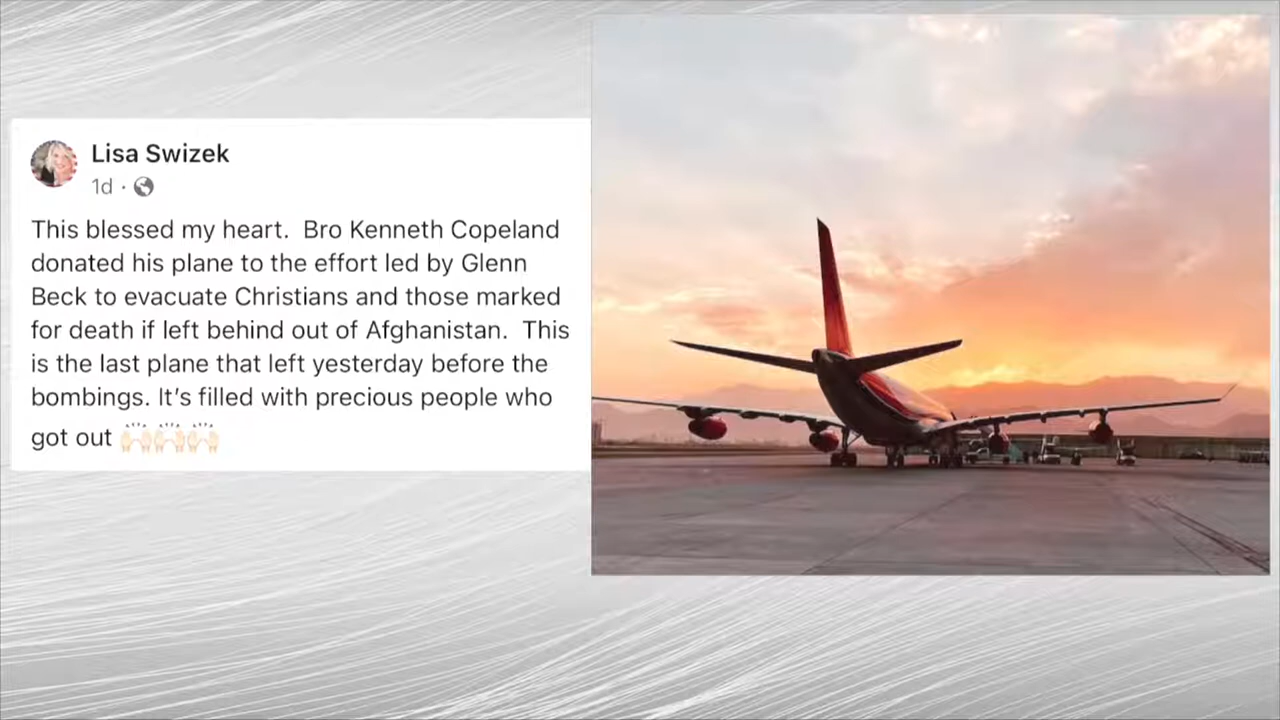 Lisa Swizek
1d ·
This blessed my heart.  Bro Kenneth Copeland
donated his plane to the effort led by Glenn
Beck to evacuate Christians and those marked
for death if left behind out of Afghanistan.  This
is the last plane that left yesterday before the
bombings. It’s filled with precious people who
got out 🙌🏻🙌🏻🙌🏻